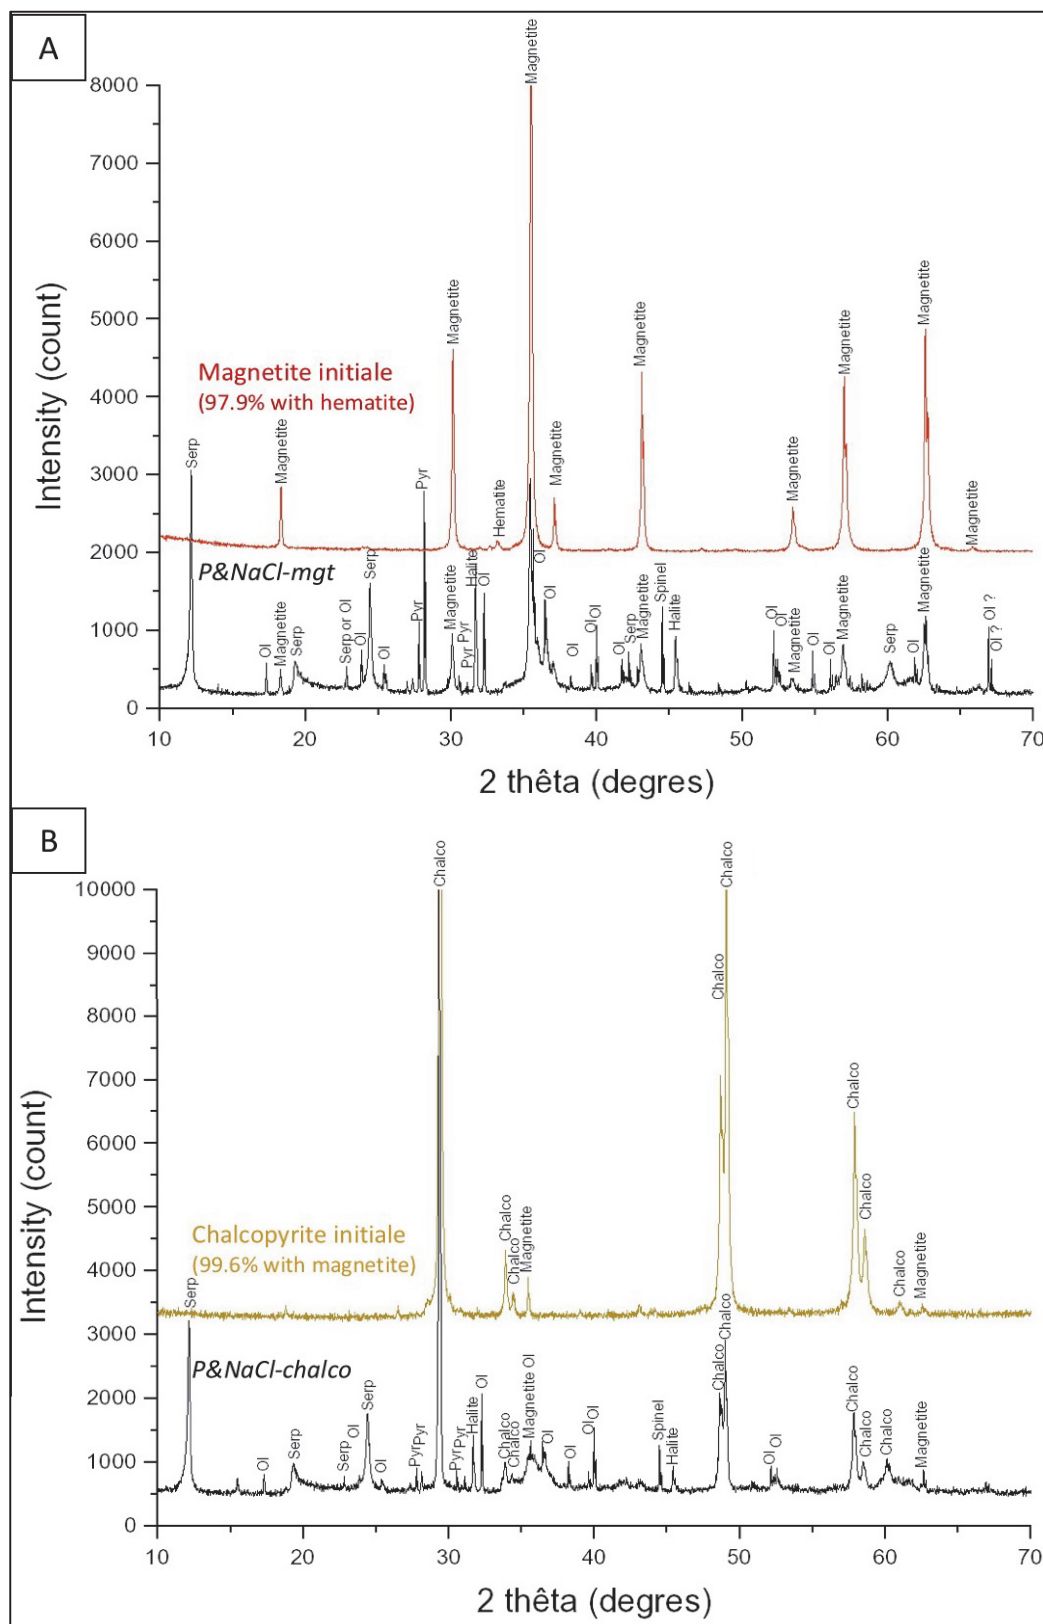 A
Magnetite
8000
7000
6000
5000
4000
3000
2000
1000
0
Intensity (count)
Magnetite initiale
(97.9% with hematite)
Magnetite
Magnetite
Hematite
Magnetite
Magnetite
Magnetite
Magnetite
Magnetite
Magnetite
P&NaCl-mgt
Serp
Ol
Magnetite
Serp
Serp or Ol
Ol
Serp
Ol
Pyr
Pyr
Magnetite
Pyr
Pyr
Halite
Ol
Ol
Ol
Ol
Ol
Ol
Ol
Serp
Magnetite
Spinel
Halite
Ol
Ol
Magnetite
Ol
Ol
Magnetite
Serp
Ol
Magnetite
Ol ?
Ol ?
10 20 30 40 50 60 70
2 thêta (degres)
B
Chalco
Chalco
10000
9000
8000
7000
6000
5000
4000
3000
2000
1000
0
Intensity (count)
Chalcopyrite initiale
(99.6% with magnetite)
Chalco
Chalco
Magnetite
Chalco
Chalco
Chalco
Chalco
Magnetite
P&NaCl-chalco
Serp
Ol
Serp
Serp
Ol
Serp
Ol
Pyr
Pyr
Pyr
Pyr
Halite
Ol
Chalco
Chalco
Magnetite Ol
Ol
Ol
Ol
Ol
Spinel
Halite
Chalco
Chalco
Ol
Ol
Chalco
Chalco
Chalco
Magnetite
10 20 30 40 50 60 70
2 thêta (degres)